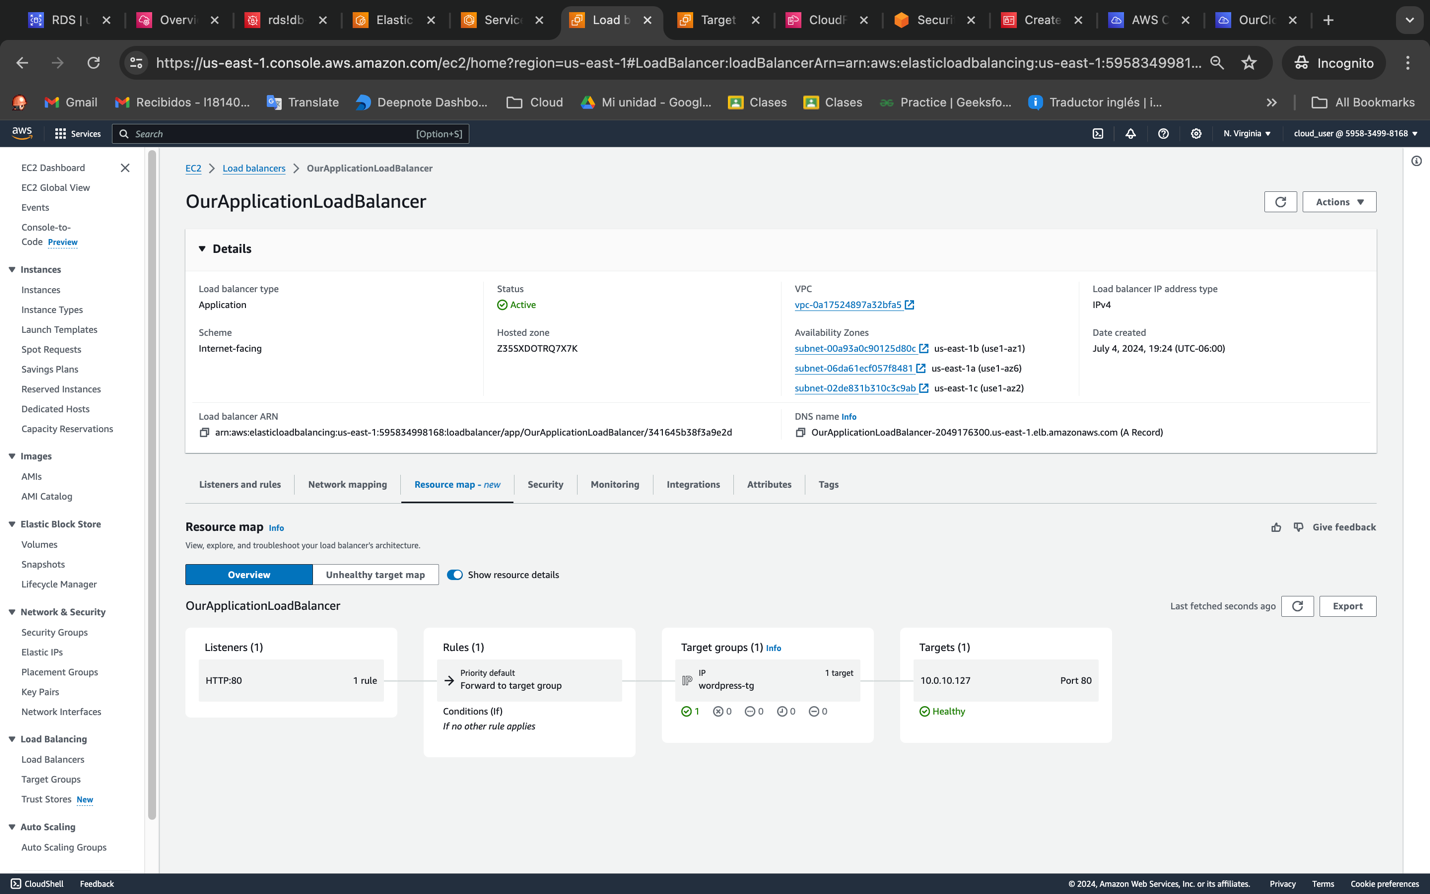 RDS | u
Overvi
rds!db
Elastic
Service
Load b
Target
CloudF
Securi
Create
AWS C
OurClo
https://us-east-1.console.aws.amazon.com/ec2/home?region=us-east-1#LoadBalancer:loadBalancerArn=arn:aws:elasticloadbalancing:us-east-1:5958349981...
Incognito
Gmail
Recibidos - l18140...
Translate
Deepnote Dashbo...
Cloud
Mi unidad - Googl...
Clases
Clases
Practice | Geeksfo...
Traductor inglés | i...
All Bookmarks
aws
Services
Search
[Option+S]
N. Virginia
cloud_user @ 5958-3499-8168
EC2 Dashboard
EC2 Global View
Events
Console-to-
Code Preview
Instances
Instances
Instance Types
Launch Templates
Spot Requests
Savings Plans
Reserved Instances
Dedicated Hosts
Capacity Reservations
Images
AMIs
AMI Catalog
Elastic Block Store
Volumes
Snapshots
Lifecycle Manager
Network & Security
Security Groups
Elastic IPs
Placement Groups
Key Pairs
Network Interfaces
Load Balancing
Load Balancers
Target Groups
Trust Stores New
Auto Scaling
Auto Scaling Groups
EC2
Load balancers
OurApplicationLoadBalancer
OurApplicationLoadBalancer
Actions
Details
Load balancer type
Application
Status
Active
VPC
vpc-0a17524897a32bfa5
Load balancer IP address type
IPv4
Scheme
Internet-facing
Hosted zone
Z35SXDOTRQ7X7K
Availability Zones
subnet-00a93a0c90125d80c us-east-1b (use1-az1)
subnet-06da61ecf057f8481 us-east-1a (use1-az6)
subnet-02de831b310c3c9ab us-east-1c (use1-az2)
Date created
July 4, 2024, 19:24 (UTC-06:00)
Load balancer ARN
arn:aws:elasticloadbalancing:us-east-1:595834998168:loadbalancer/app/OurApplicationLoadBalancer/341645b38f3a9e2d
DNS name Info
OurApplicationLoadBalancer-2049176300.us-east-1.elb.amazonaws.com (A Record)
Listeners and rules
Network mapping
Resource map - new
Security
Monitoring
Integrations
Attributes
Tags
Resource map Info
View, explore, and troubleshoot your load balancer's architecture.
Give feedback
Overview
Unhealthy target map
Show resource details
OurApplicationLoadBalancer
Last fetched seconds ago
Export
Listeners (1)
HTTP:80
1 rule
Rules (1)
Priority default
Forward to target group
Conditions (If)
If no other rule applies
Target groups (1) Info
IP
wordpress-tg
1 target
1 0 0 0 0
Targets (1)
10.0.10.127
Port 80
Healthy
CloudShell
Feedback
© 2024, Amazon Web Services, Inc. or its affiliates.
Privacy
Terms
Cookie preferences